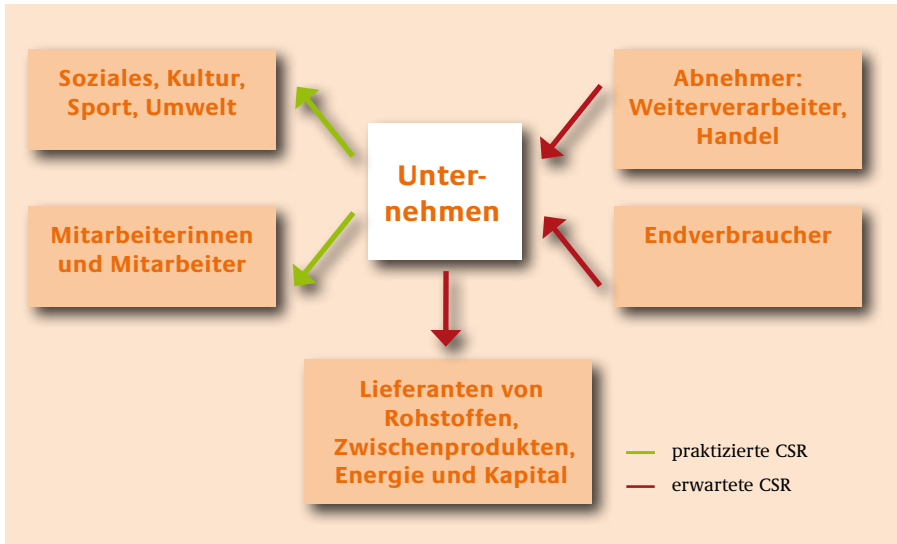 Soziales, Kultur,
Sport, Umwelt
Abnehmer:
Weiterverarbeiter,
Handel
Unter-
nehmen
Mitarbeiterinnen
und Mitarbeiter
Endverbraucher
Lieferanten von
Rohstoffen,
Zwischenprodukten,
Energie und Kapital
praktizierte CSR
erwartete CSR